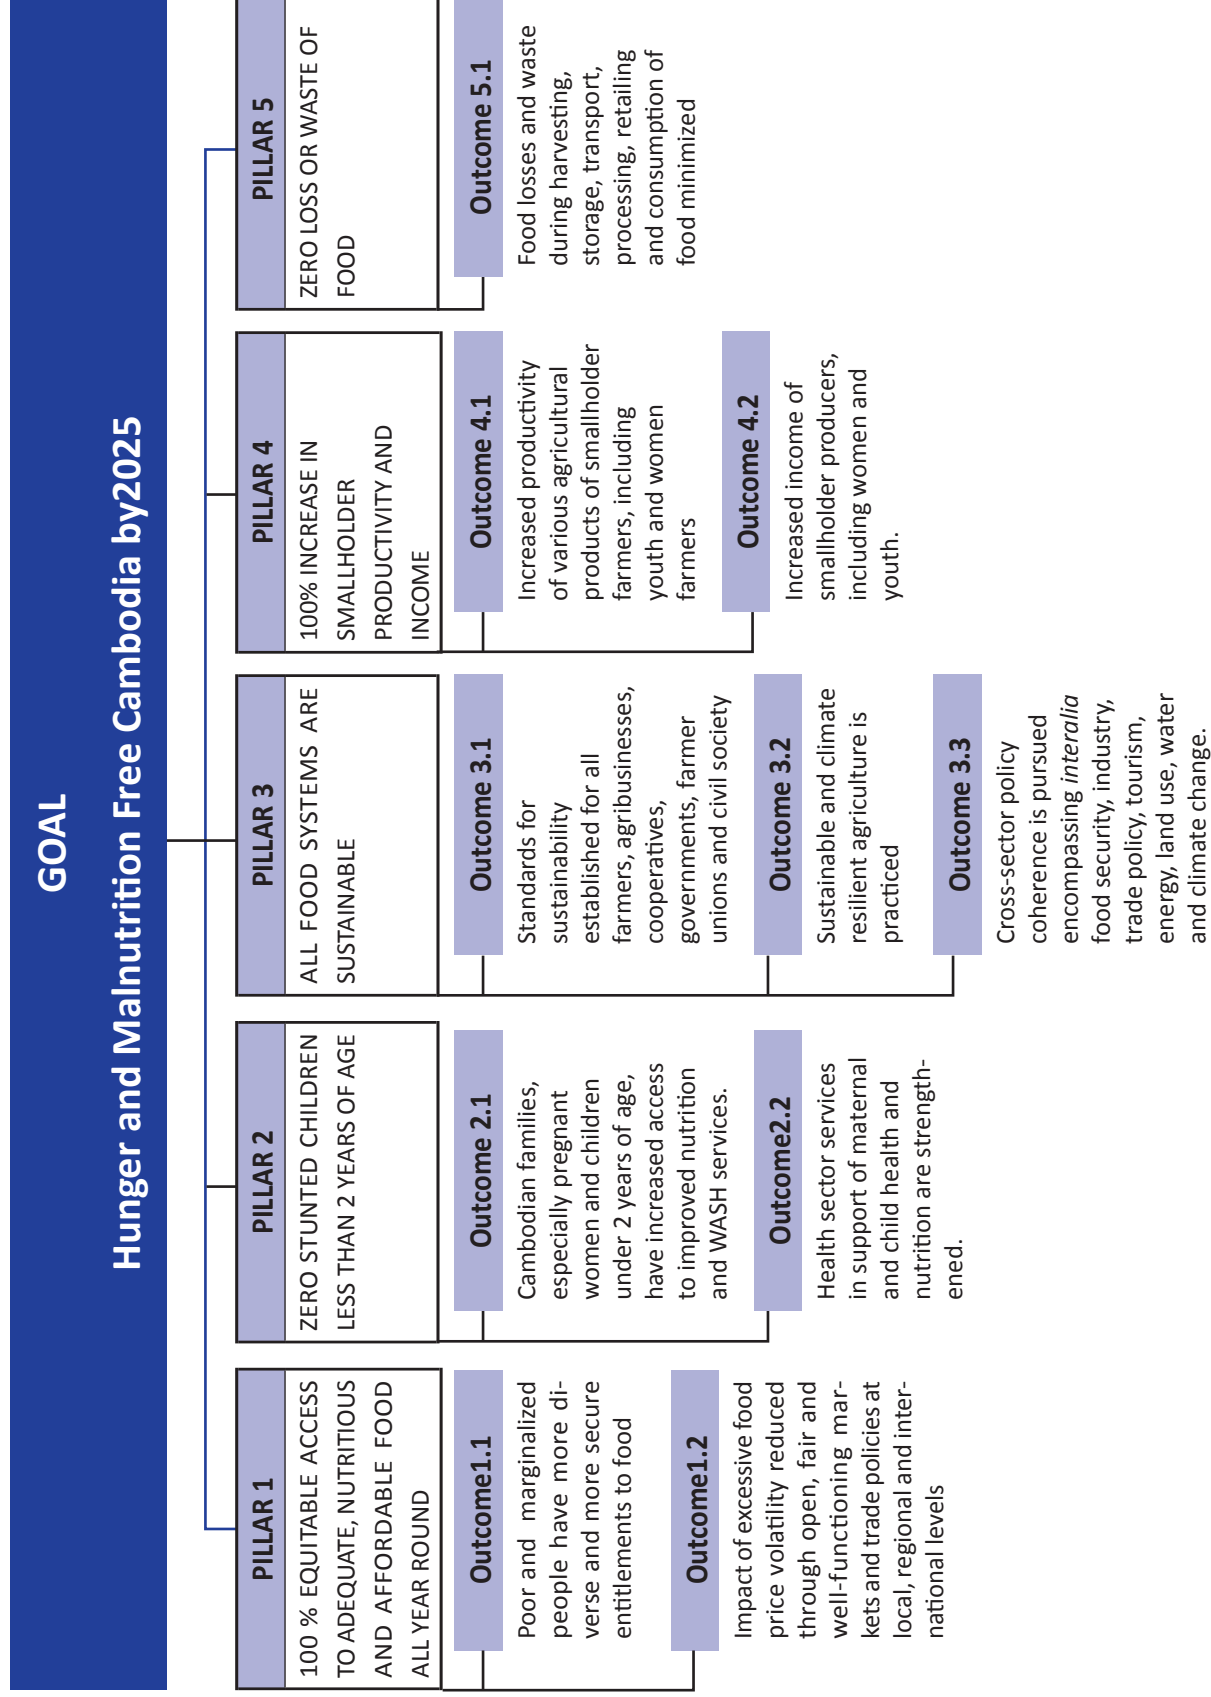 GOAL
Hunger and Malnutrition Free Cambodia by2025
PILLAR 1
100 % EQUITABLE ACCESS
TO ADEQUATE, NUTRITIOUS
AND AFFORDABLE FOOD
ALL YEAR ROUND
Outcome1.1
Poor and marginalized
people have more di-
verse and more secure
entitlements to food
Outcome1.2
Impact of excessive food
price volatility reduced
through open, fair and
well-functioning mar-
kets and trade policies at
local, regional and inter-
national levels
PILLAR 2
ZERO STUNTED CHILDREN
LESS THAN 2 YEARS OF AGE
Outcome 2.1
Cambodian families,
especially pregnant
women and children
under 2 years of age,
have increased access
to improved nutrition
and WASH services.
Outcome2.2
Health sector services
in support of maternal
and child health and
nutrition are strength-
ened.
PILLAR 3
ALL FOOD SYSTEMS ARE
SUSTAINABLE
Outcome 3.1
Standards for
sustainability
established for all
farmers, agribusinesses,
cooperatives,
governments, farmer
unions and civil society
Outcome 3.2
Sustainable and climate
resilient agriculture is
practiced
Outcome 3.3
Cross-sector policy
coherence is pursued
encompassing interalia
food security, industry,
trade policy, tourism,
energy, land use, water
and climate change.
PILLAR 4
100% INCREASE IN
SMALLHOLDER
PRODUCTIVITY AND
INCOME
Outcome 4.1
Increased productivity
of various agricultural
products of smallholder
farmers, including
youth and women
farmers
Outcome 4.2
Increased income of
smallholder producers,
including women and
youth.
PILLAR 5
ZERO LOSS OR WASTE OF
FOOD
Outcome 5.1
Food losses and waste
during harvesting,
storage, transport,
processing, retailing
and consumption of
food minimized